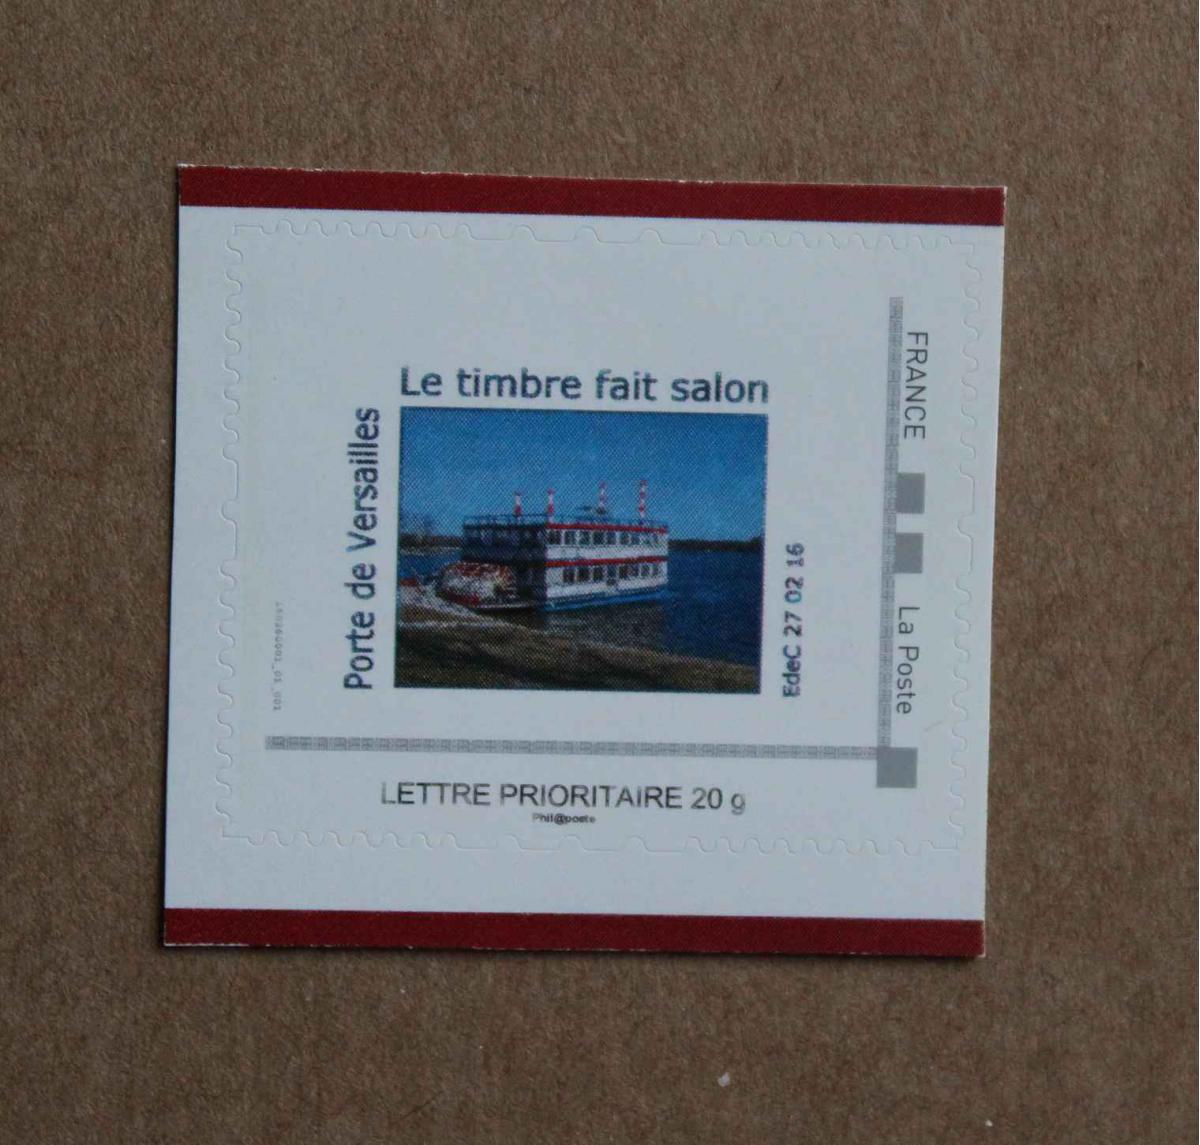 Le timbre fait salon
Porte de Versailles
EdeC 27 02 16
FRANCE
La Poste
LETTRE PRIORITAIRE 20 g
Phil@poste